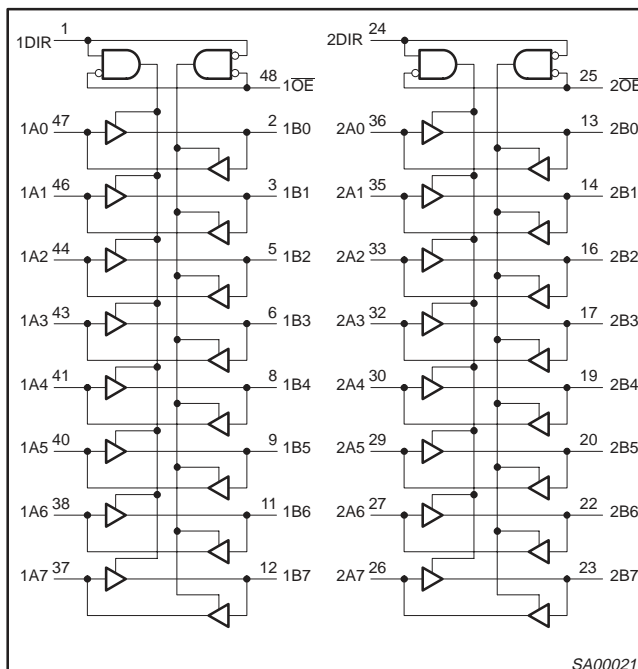 1DIR 1 2DIR 24
48 1O̅E̅ 25 2O̅E̅
1A0 47 2 1B0 2A0 36 13 2B0
1A1 46 3 1B1 2A1 35 14 2B1
1A2 44 5 1B2 2A2 33 16 2B2
1A3 43 6 1B3 2A3 32 17 2B3
1A4 41 8 1B4 2A4 30 19 2B4
1A5 40 9 1B5 2A5 29 20 2B5
1A6 38 11 1B6 2A6 27 22 2B6
1A7 37 12 1B7 2A7 26 23 2B7
SA00021